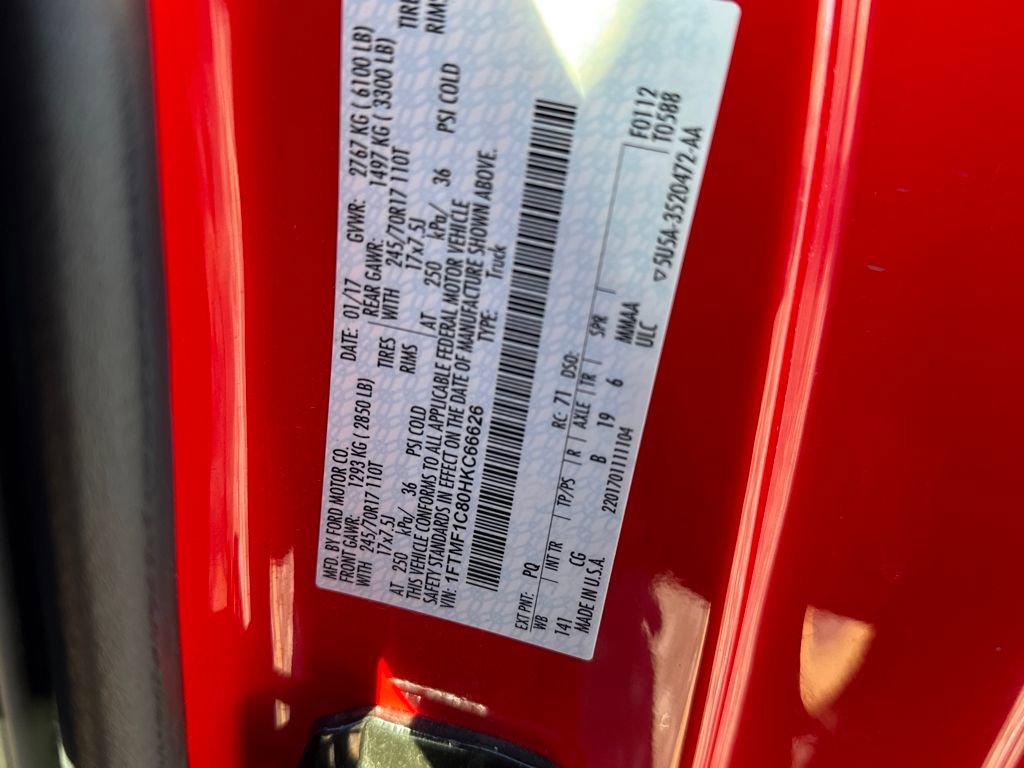 MFD. BY FORD MOTOR CO.
DATE: 01/17 GVWR: 2767 KG ( 6100 LB)
FRONT GAWR: 1293 KG ( 2850 LB) REAR GAWR: 1497 KG ( 3300 LB)
WITH 245/70R17 110T TIRES WITH 245/70R17 110T TIRE
17x7.5J RIMS 17x7.5J RIMS
AT 250 kPa/ 36 PSI COLD AT 250 kPa/ 36 PSI COLD
THIS VEHICLE CONFORMS TO ALL APPLICABLE FEDERAL MOTOR VEHICLE
SAFETY STANDARDS IN EFFECT ON THE DATE OF MANUFACTURE SHOWN ABOVE.
VIN: 1FTMF1C80HKC66626 TYPE: Truck
EXT PNT: PQ RC: 71 DSO: F0112
WB INT TR TP/PS R AXLE TR SPR T0588
141 CG B 19 6 MMAA
MADE IN U.S.A. 220170111104 ULC
▽5U5A-3520472-AA